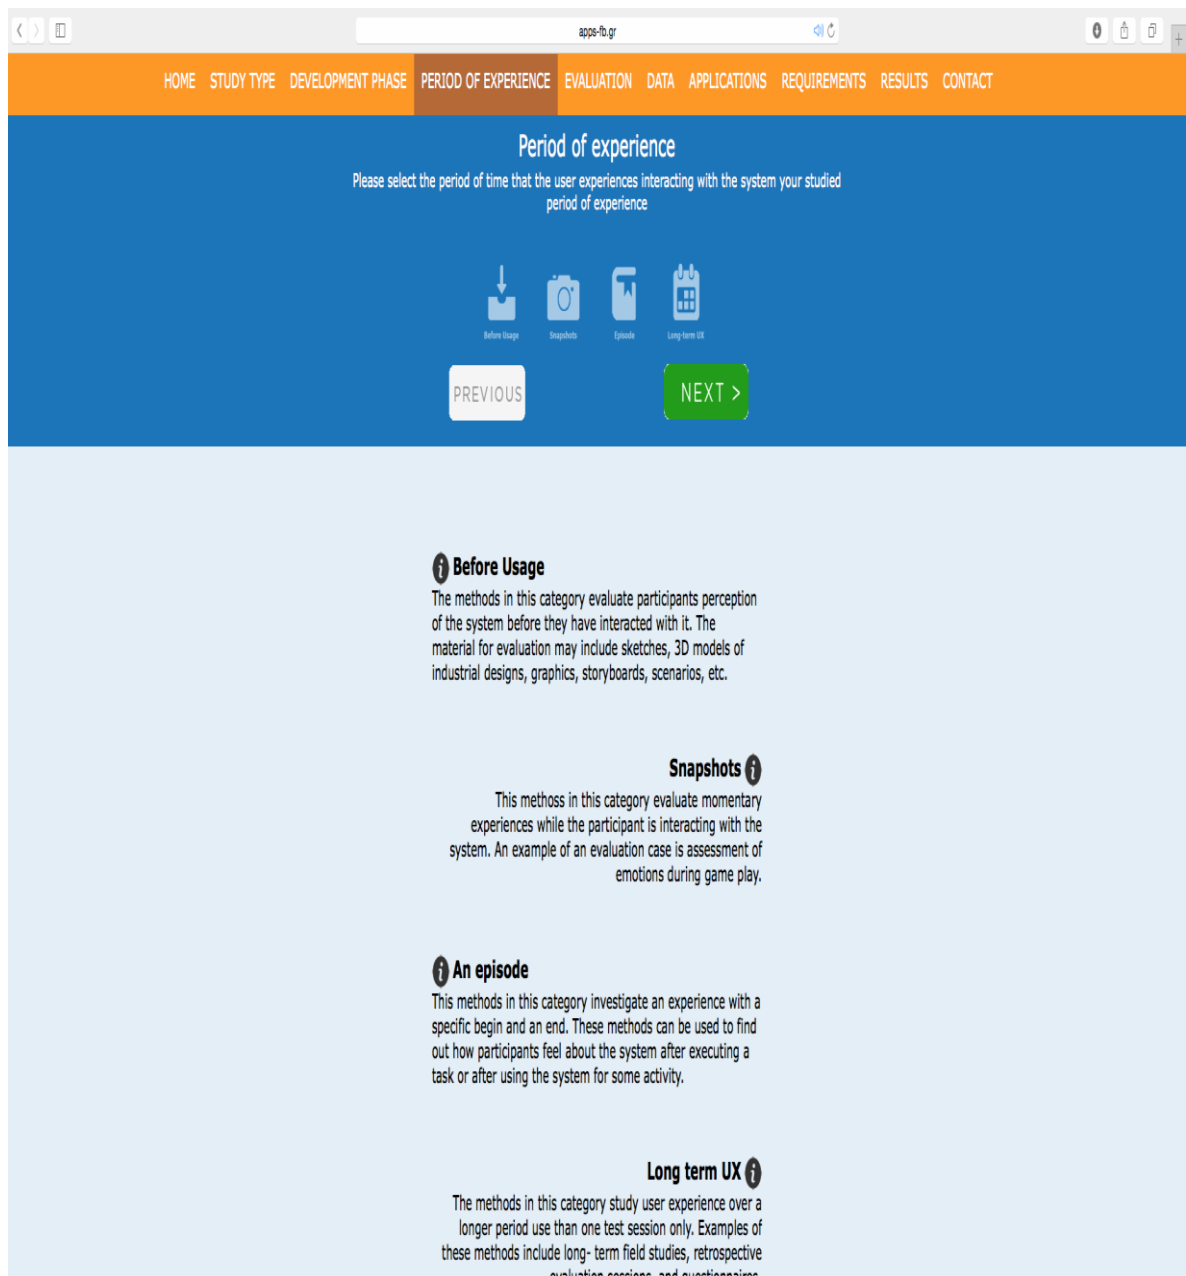 apps-fb.gr
HOME STUDY TYPE DEVELOPMENT PHASE PERIOD OF EXPERIENCE EVALUATION DATA APPLICATIONS REQUIREMENTS RESULTS CONTACT
Period of experience
Please select the period of time that the user experiences interacting with the system your studied
period of experience
Before Usage Snapshots Episode Long-term UX
PREVIOUS NEXT >
Before Usage
The methods in this category evaluate participants perception
of the system before they have interacted with it. The
material for evaluation may include sketches, 3D models of
industrial designs, graphics, storyboards, scenarios, etc.
Snapshots
This methoss in this category evaluate momentary
experiences while the participant is interacting with the
system. An example of an evaluation case is assessment of
emotions during game play.
An episode
This methods in this category investigate an experience with a
specific begin and an end. These methods can be used to find
out how participants feel about the system after executing a
task or after using the system for some activity.
Long term UX
The methods in this category study user experience over a
longer period use than one test session only. Examples of
these methods include long- term field studies, retrospective
evaluation sessions, and questionnaires.